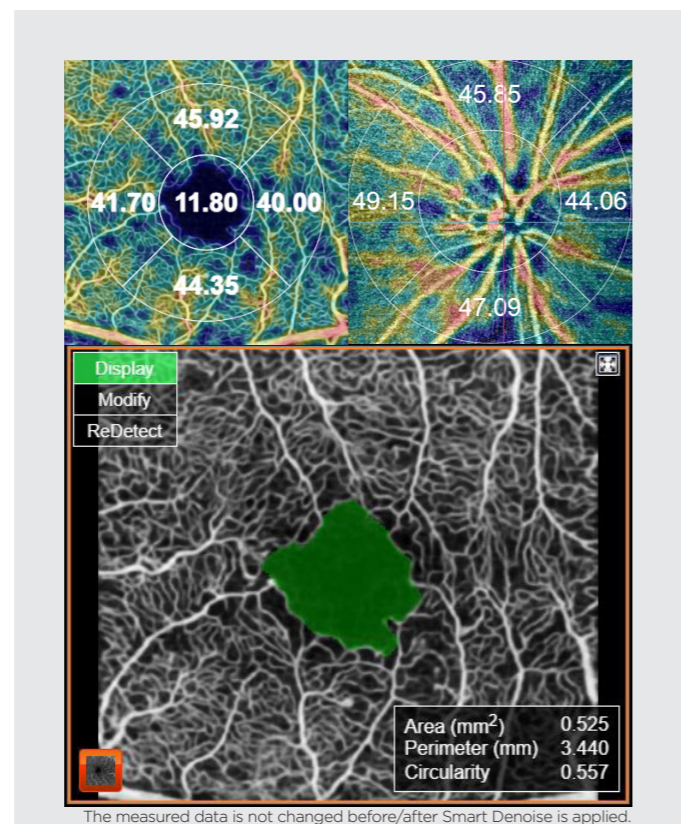 45.92
41.70 11.80 40.00
44.35
45.85
49.15 44.06
47.09
Display
Modify
ReDetect
Area (mm²) 0.525
Perimeter (mm) 3.440
Circularity 0.557
The measured data is not changed before/after Smart Denoise is applied.